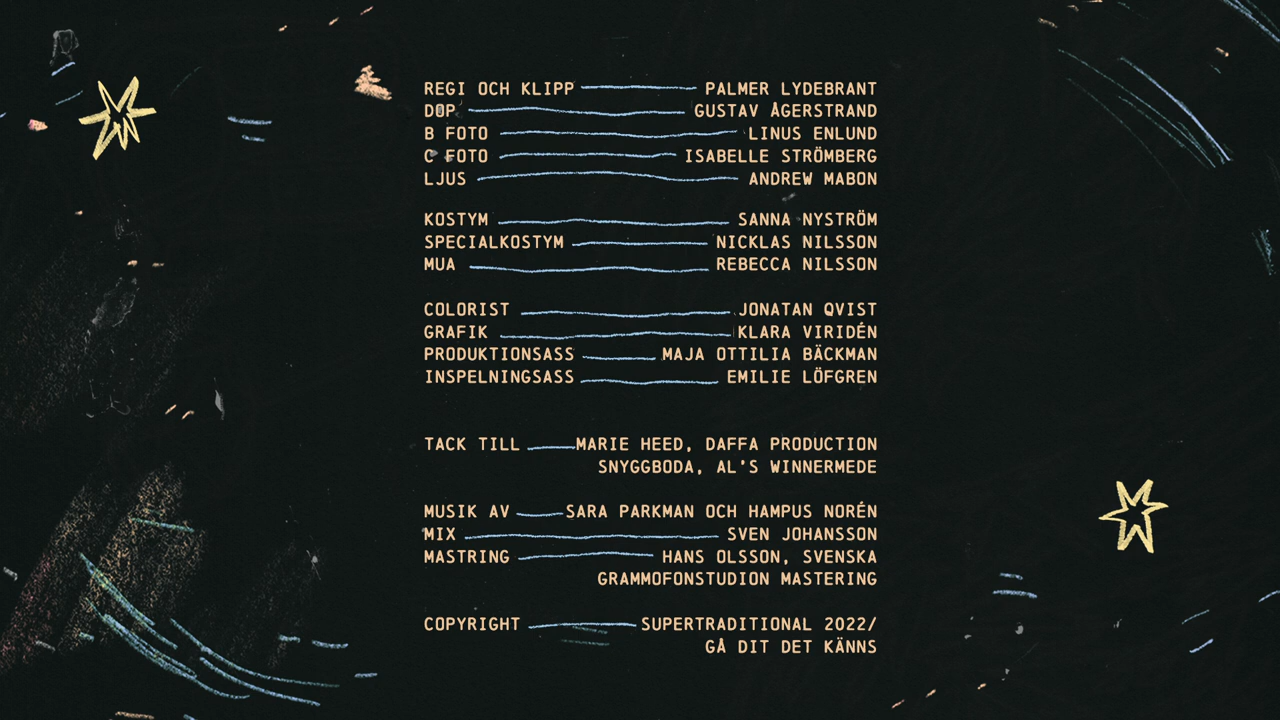 REGI OCH KLIPP PALMER LYDEBRANT
DOP GUSTAV ÅGERSTRAND
B FOTO LINUS ENLUND
C FOTO ISABELLE STRÖMBERG
LJUS ANDREW MABON
KOSTYM SANNA NYSTRÖM
SPECIALKOSTYM NICKLAS NILSSON
MUA REBECCA NILSSON
COLORIST JONATAN QVIST
GRAFIK KLARA VIRIDÉN
PRODUKTIONSASS MAJA OTTILIA BÄCKMAN
INSPELNINGSASS EMILIE LÖFGREN
TACK TILL MARIE HEED, DAFFA PRODUCTION
SNYGGBODA, AL'S WINNERMEDE
MUSIK AV SARA PARKMAN OCH HAMPUS NORÉN
MIX SVEN JOHANSSON
MASTRING HANS OLSSON, SVENSKA
GRAMMOFONSTUDION MASTERING
COPYRIGHT SUPERTRADITIONAL 2022/
GÅ DIT DET KÄNNS